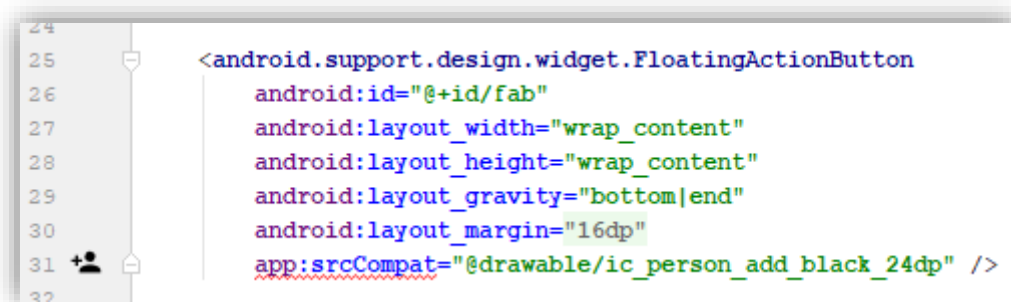 24
25 <android.support.design.widget.FloatingActionButton
26 android:id="@+id/fab"
27 android:layout_width="wrap_content"
28 android:layout_height="wrap_content"
29 android:layout_gravity="bottom|end"
30 android:layout_margin="16dp"
31 app:srcCompat="@drawable/ic_person_add_black_24dp" />
32